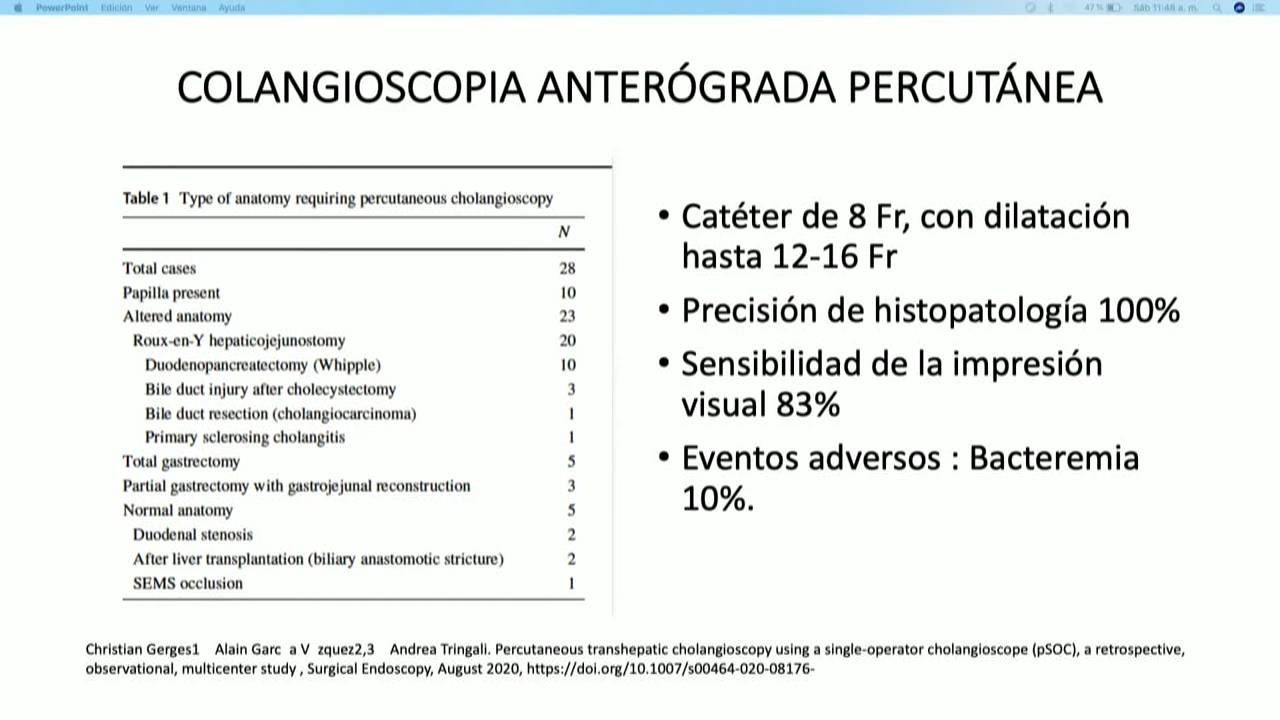 PowerPoint Edición Ver Ventana Ayuda 47% Sáb 11:48 a. m.
COLANGIOSCOPIA ANTERÓGRADA PERCUTÁNEA
Table 1 Type of anatomy requiring percutaneous cholangioscopy
N
Total cases 28
Papilla present 10
Altered anatomy 23
Roux-en-Y hepaticojejunostomy 20
Duodenopancreatectomy (Whipple) 10
Bile duct injury after cholecystectomy 3
Bile duct resection (cholangiocarcinoma) 1
Primary sclerosing cholangitis 1
Total gastrectomy 5
Partial gastrectomy with gastrojejunal reconstruction 3
Normal anatomy 5
Duodenal stenosis 2
After liver transplantation (biliary anastomotic stricture) 2
SEMS occlusion 1
• Catéter de 8 Fr, con dilatación
hasta 12-16 Fr
• Precisión de histopatología 100%
• Sensibilidad de la impresión
visual 83%
• Eventos adversos : Bacteremia
10%.
Christian Gerges1 Alain Garc a V zquez2,3 Andrea Tringali. Percutaneous transhepatic cholangioscopy using a single-operator cholangioscope (pSOC), a retrospective,
observational, multicenter study , Surgical Endoscopy, August 2020, https://doi.org/10.1007/s00464-020-08176-